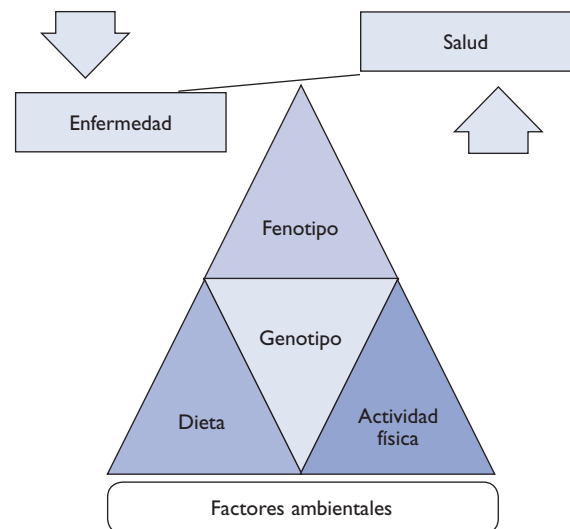 Salud
Enfermedad
Fenotipo
Genotipo
Dieta
Actividad
física
Factores ambientales